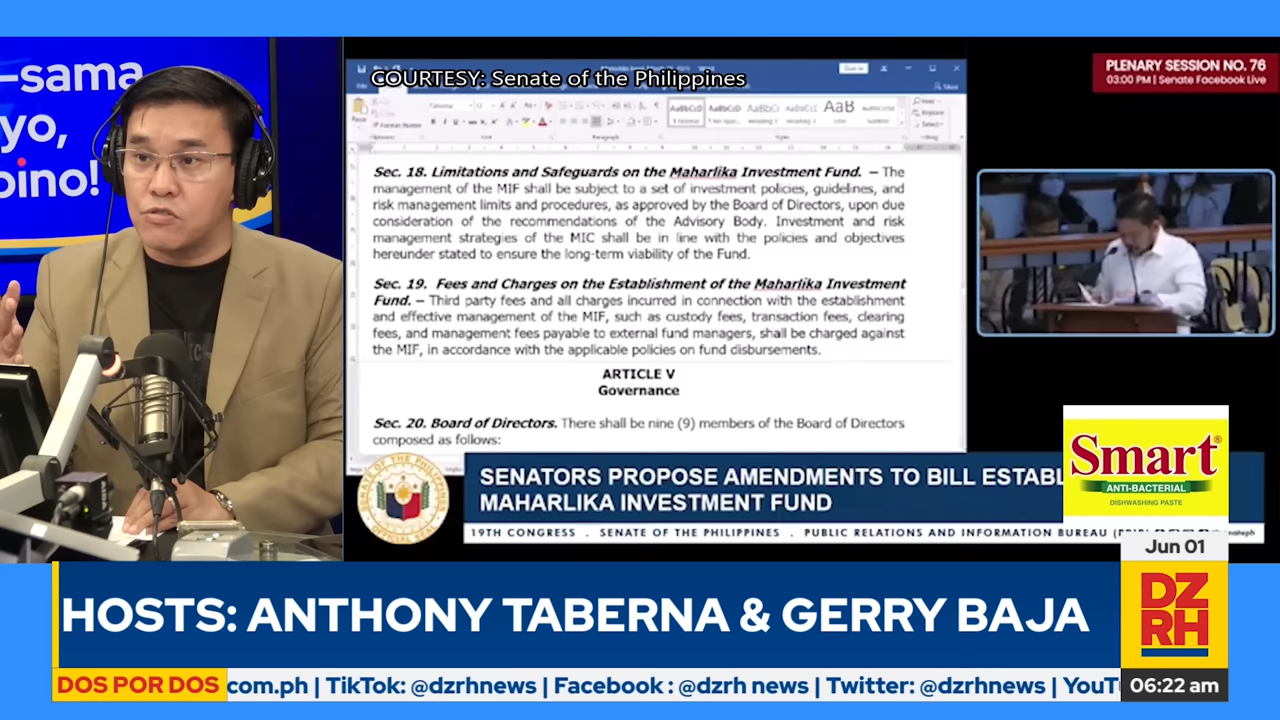 –sama
yo,
pino!
COURTESY: Senate of the Philippines
PLENARY SESSION NO. 76
03:00 PM | Senate Facebook Live
AaBbCcD
AaB
Sec. 18. Limitations and Safeguards on the Maharlika Investment Fund. – The
management of the MIF shall be subject to a set of investment policies, guidelines, and
risk management limits and procedures, as approved by the Board of Directors, upon due
consideration of the recommendations of the Advisory Body. Investment and risk
management strategies of the MIC shall be in line with the policies and objectives
hereunder stated to ensure the long-term viability of the Fund.
Sec. 19. Fees and Charges on the Establishment of the Maharlika Investment
Fund. – Third party fees and all charges incurred in connection with the establishment
and effective management of the MIF, such as custody fees, transaction fees, clearing
fees, and management fees payable to external fund managers, shall be charged against
the MIF, in accordance with the applicable policies on fund disbursements.
ARTICLE V
Governance
Sec. 20. Board of Directors. There shall be nine (9) members of the Board of Directors
composed as follows:
SENATORS PROPOSE AMENDMENTS TO BILL ESTABL
MAHARLIKA INVESTMENT FUND
19TH CONGRESS . SENATE OF THE PHILIPPINES . PUBLIC RELATIONS AND INFORMATION BUREAU
Smart®
ANTI-BACTERIAL
DISHWASHING PASTE
Jun 01
DZ
RH
HOSTS: ANTHONY TABERNA & GERRY BAJA
DOS POR DOS
com.ph | TikTok: @dzrhnews | Facebook : @dzrh news | Twitter: @dzrhnews | YouT
06:22 am